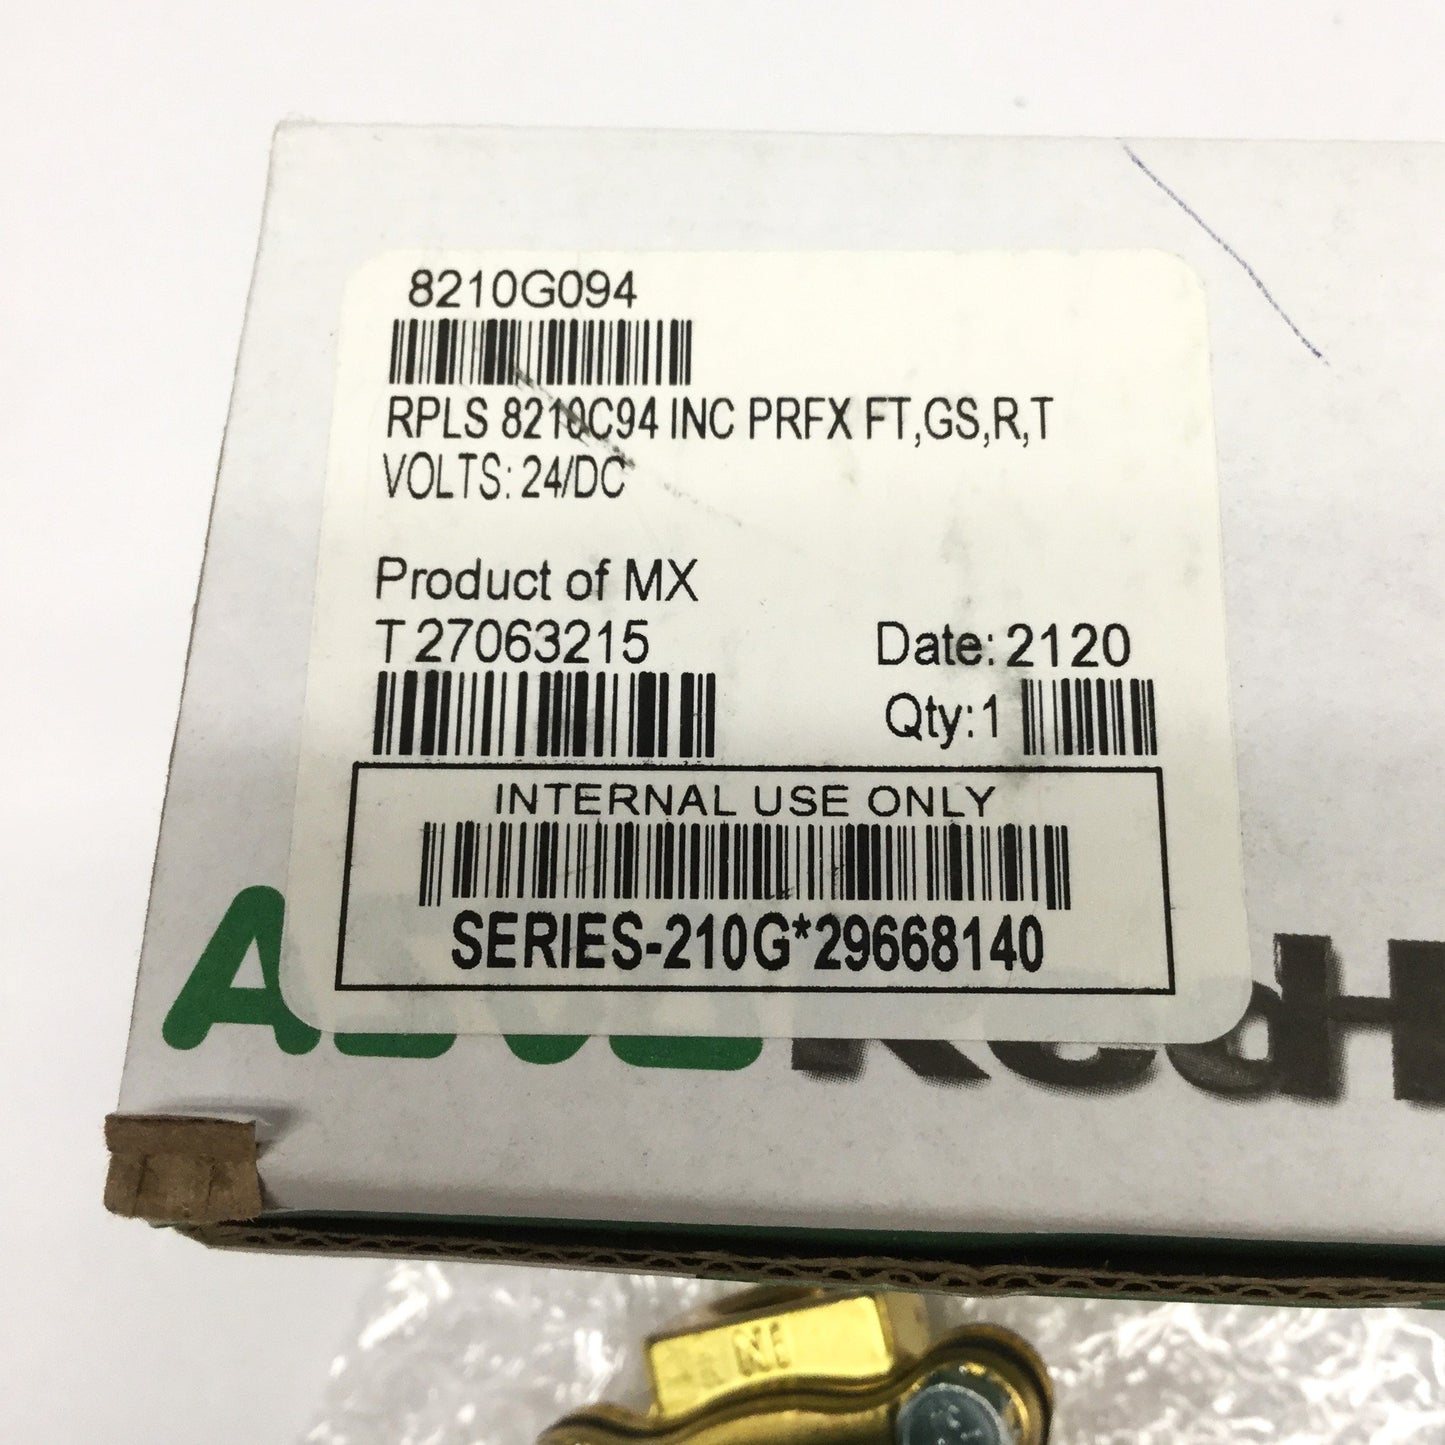 8210G094
RPLS 8210C94 INC PRFX FT,GS,R,T
VOLTS: 24/DC
Product of MX
T 27063215
Date: 2120
Qty: 1
INTERNAL USE ONLY
SERIES-210G*29668140